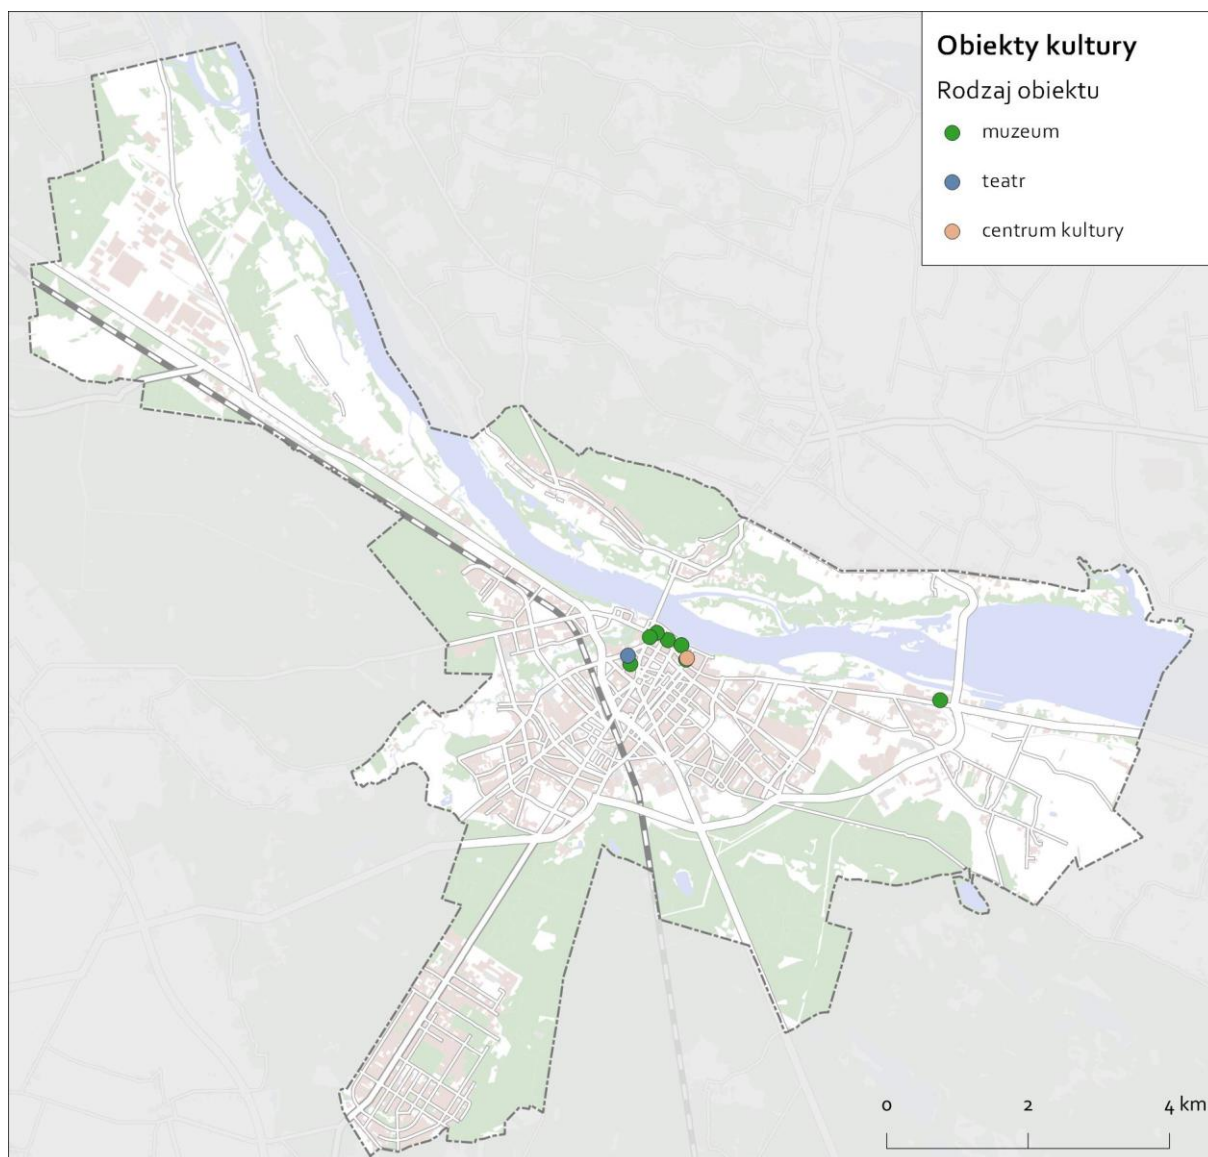 Obiekty kultury
Rodzaj obiektu
muzeum
teatr
centrum kultury
0 2 4 km